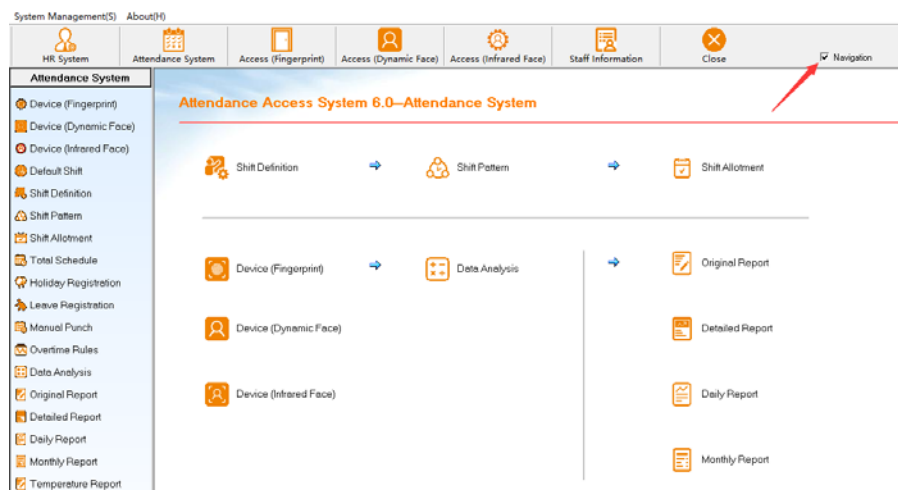 System Management(S) About(H)
HR System Attendance System Access (Fingerprint) Access (Dynamic Face) Access (Infrared Face) Staff Information Close Navigation
Attendance System
Device (Fingerprint)
Device (Dynamic Face)
Device (Infrared Face)
Default Shift
Shift Definition
Shift Pattern
Shift Allotment
Total Schedule
Holiday Registration
Leave Registration
Manual Punch
Overtime Rules
Data Analysis
Original Report
Detailed Report
Daily Report
Monthly Report
Temperature Report
Attendance Access System 6.0—Attendance System
Shift Definition Shift Pattern Shift Allotment
Device (Fingerprint) Data Analysis Original Report
Device (Dynamic Face) Detailed Report
Device (Infrared Face) Daily Report
Monthly Report